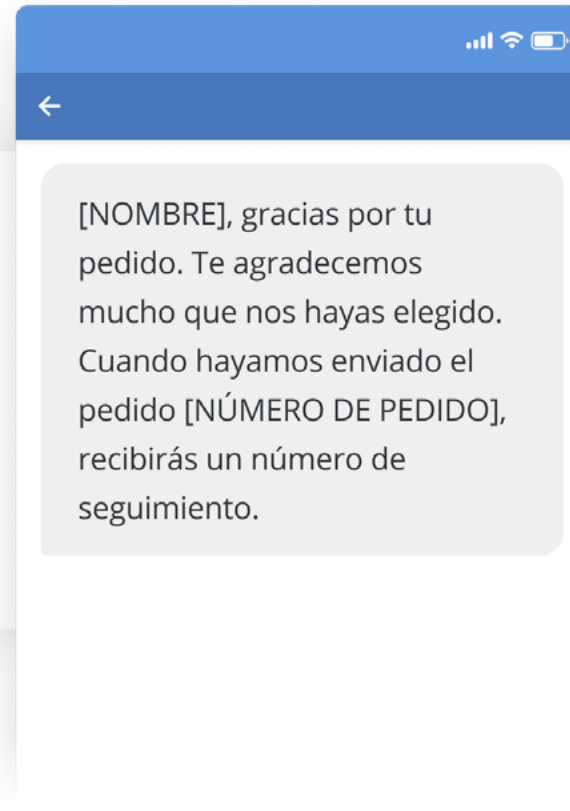 [NOMBRE], gracias por tu
pedido. Te agradecemos
mucho que nos hayas elegido.
Cuando hayamos enviado el
pedido [NÚMERO DE PEDIDO],
recibirás un número de
seguimiento.